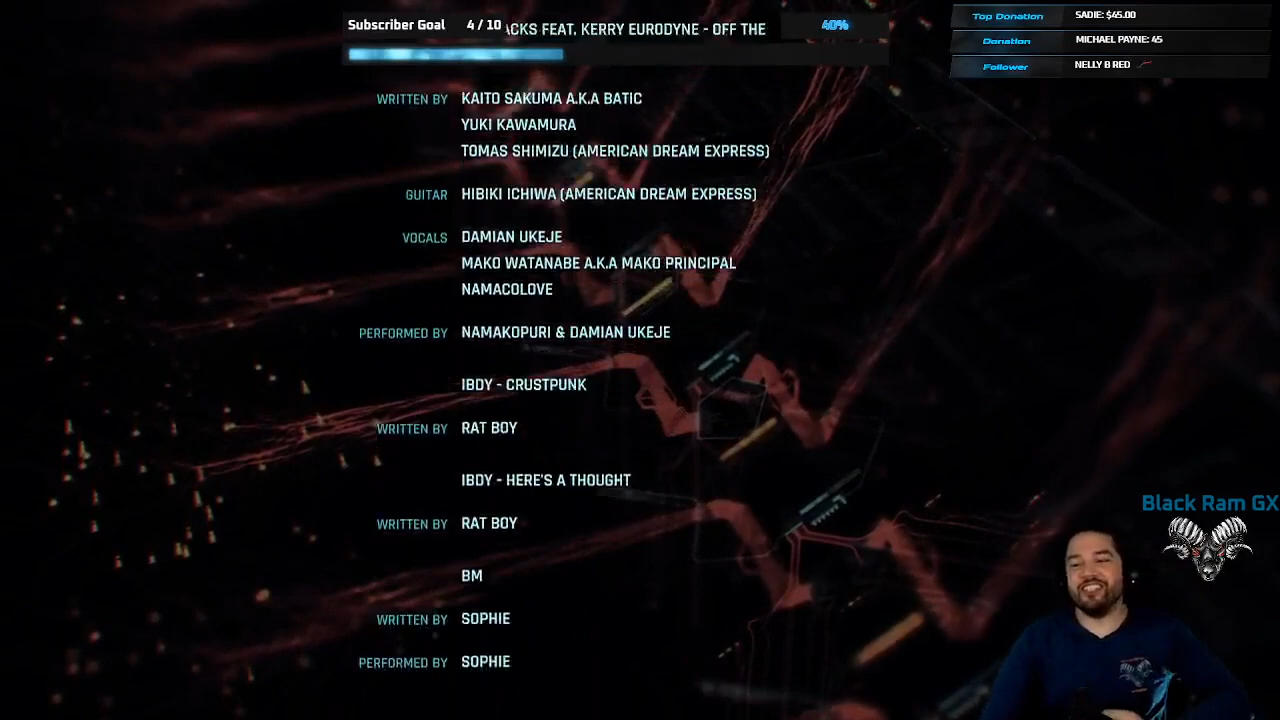 Subscriber Goal 4 / 10 ACKS FEAT. KERRY EURODYNE - OFF THE 40%
Top Donation SADIE: $45.00
Donation MICHAEL PAYNE: 45
Follower NELLY B RED
WRITTEN BY KAITO SAKUMA A.K.A BATIC
YUKI KAWAMURA
TOMAS SHIMIZU (AMERICAN DREAM EXPRESS)
GUITAR HIBIKI ICHIWA (AMERICAN DREAM EXPRESS)
VOCALS DAMIAN UKEJE
MAKO WATANABE A.K.A MAKO PRINCIPAL
NAMACOLOVE
PERFORMED BY NAMAKOPURI & DAMIAN UKEJE
IBDY - CRUSTPUNK
WRITTEN BY RAT BOY
IBDY - HERE'S A THOUGHT
WRITTEN BY RAT BOY
BM
WRITTEN BY SOPHIE
PERFORMED BY SOPHIE
Black Ram GX